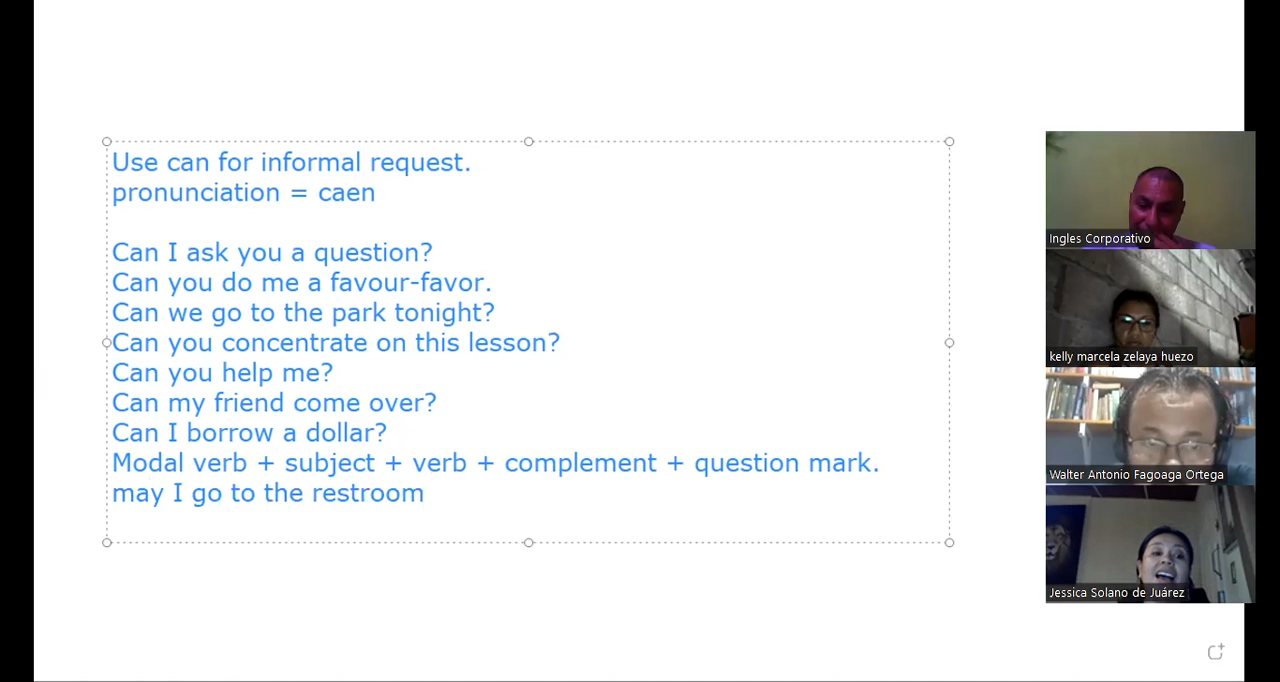 Use can for informal request.
pronunciation = caen
Can I ask you a question?
Can you do me a favour-favor.
Can we go to the park tonight?
Can you concentrate on this lesson?
Can you help me?
Can my friend come over?
Can I borrow a dollar?
Modal verb + subject + verb + complement + question mark.
may I go to the restroom
Ingles Corporativo
kelly marcela zelaya huezo
Walter Antonio Fagoaga Ortega
Jessica Solano de Juárez